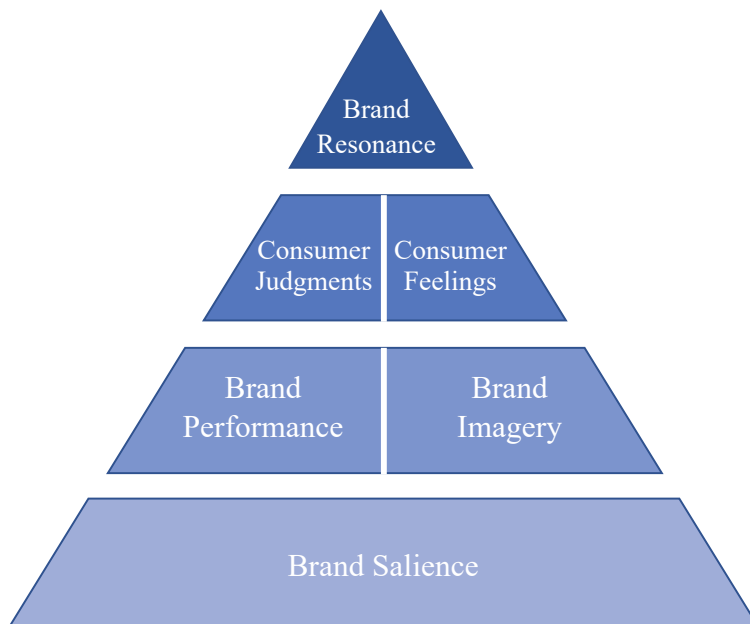 Brand
Resonance
Consumer
Judgments
Consumer
Feelings
Brand
Performance
Brand
Imagery
Brand Salience